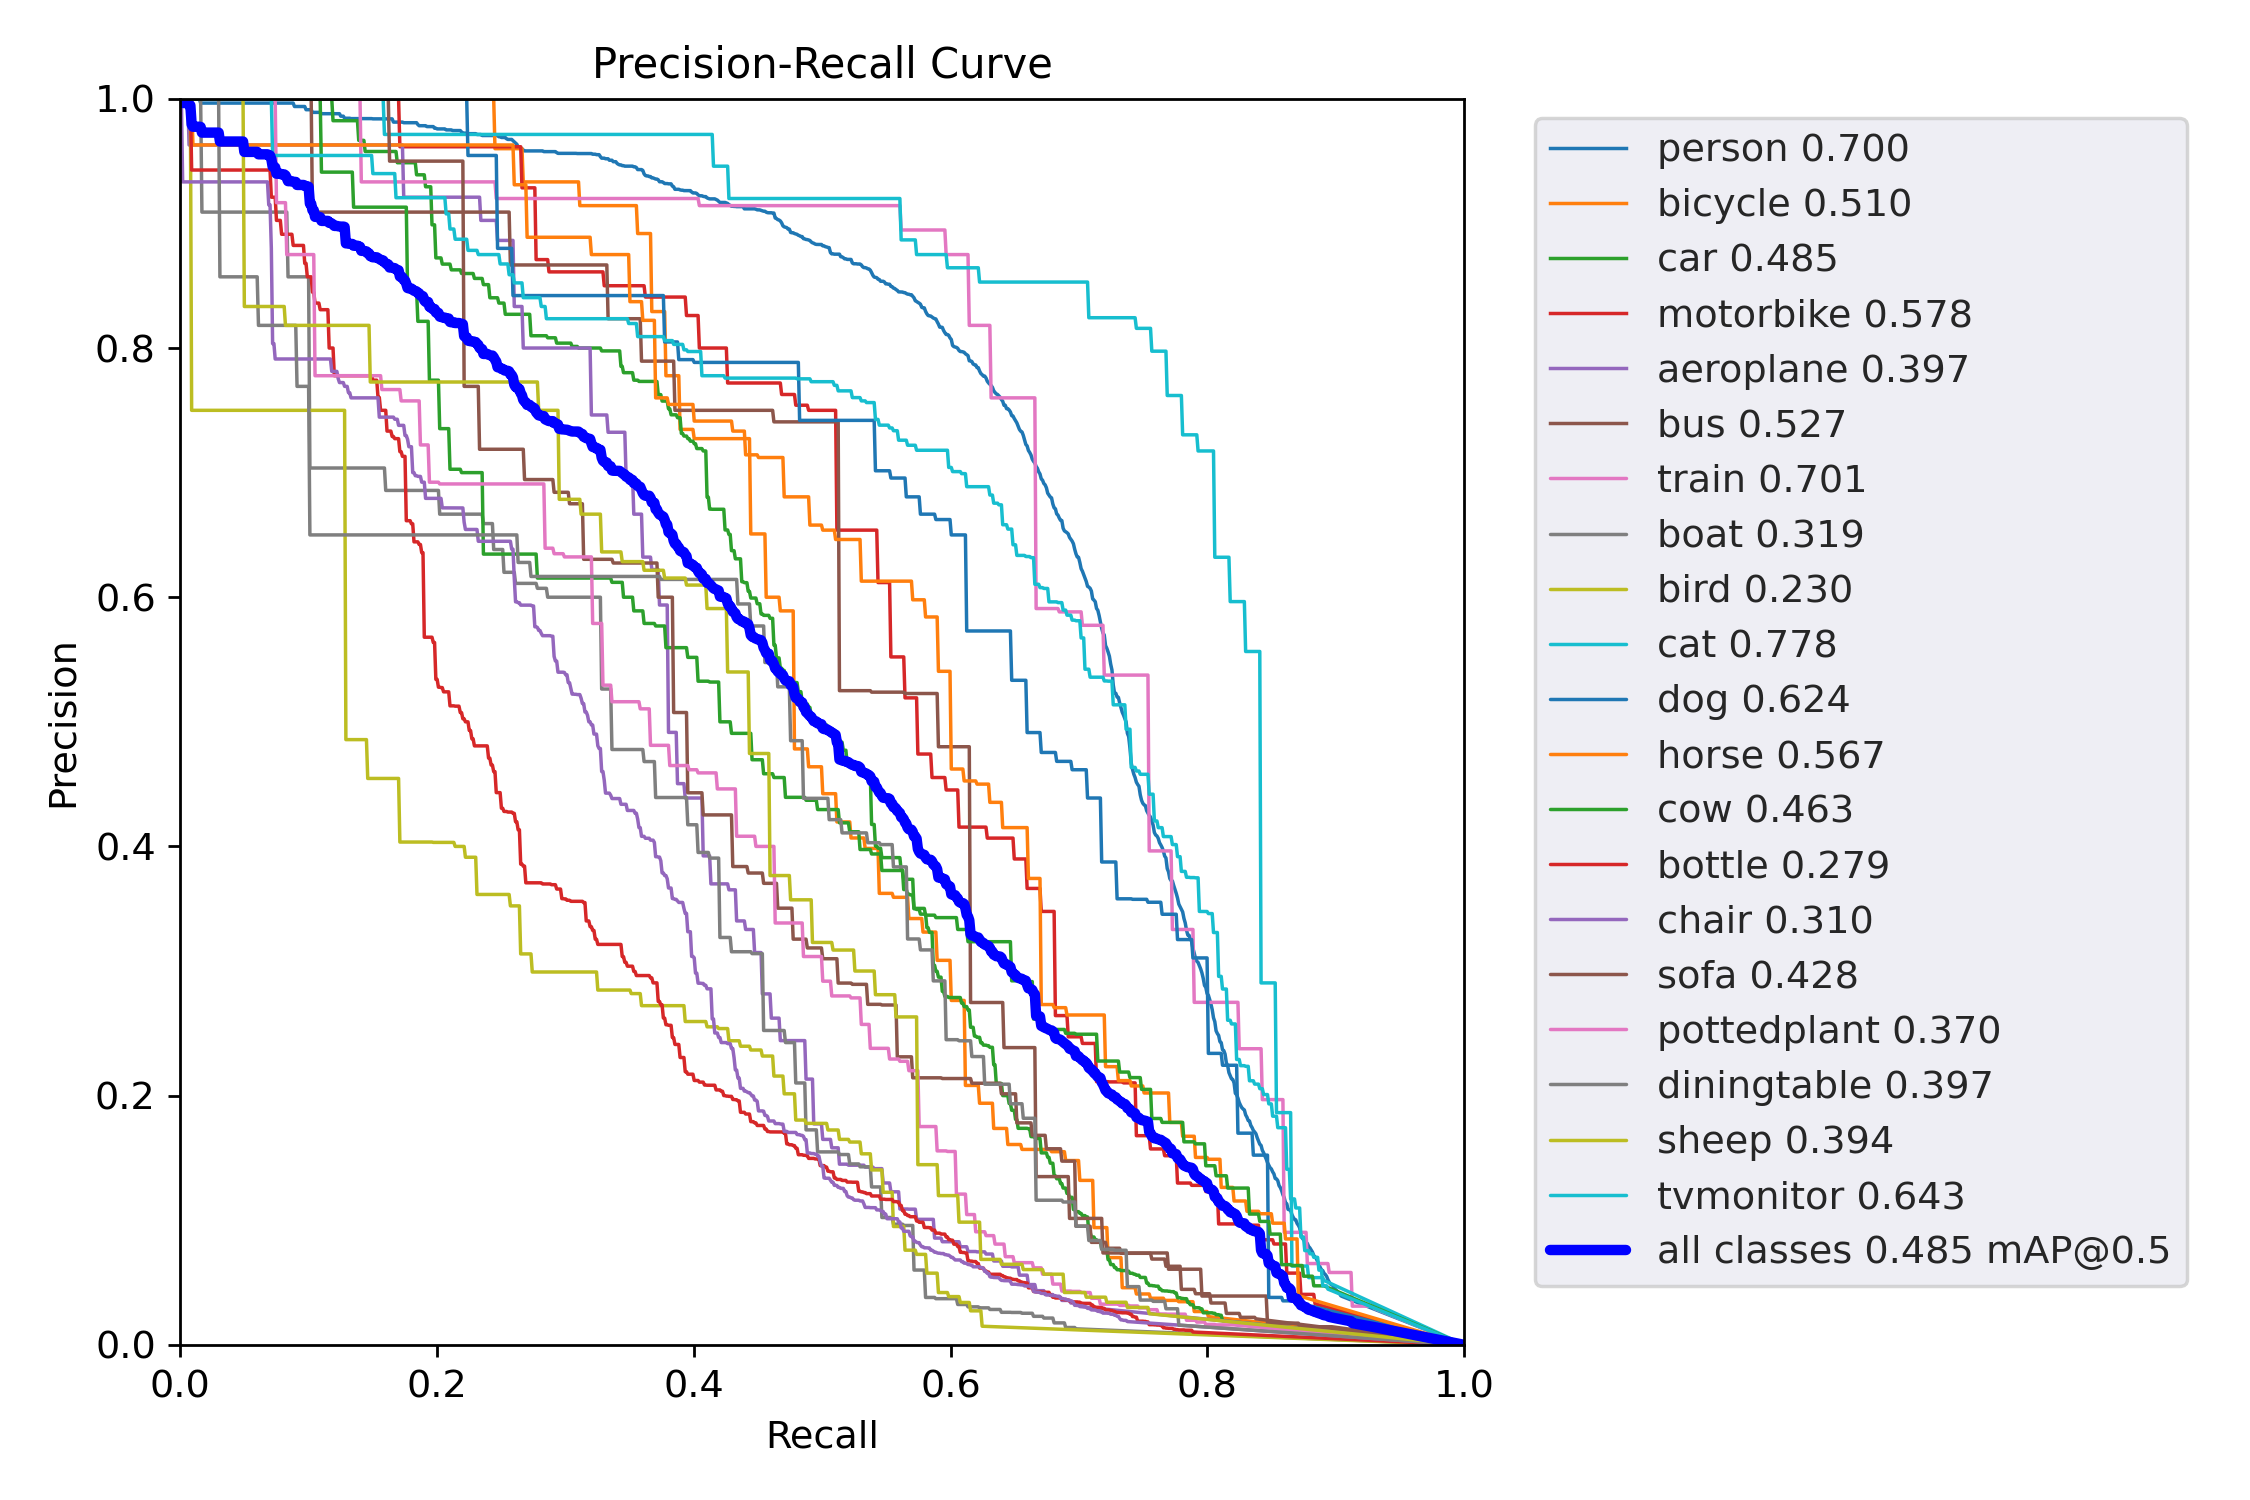 Precision-Recall Curve
1.0
0.8
0.6
0.4
0.2
0.0
Precision
0.0 0.2 0.4 0.6 0.8 1.0
Recall
person 0.700
bicycle 0.510
car 0.485
motorbike 0.578
aeroplane 0.397
bus 0.527
train 0.701
boat 0.319
bird 0.230
cat 0.778
dog 0.624
horse 0.567
cow 0.463
bottle 0.279
chair 0.310
sofa 0.428
pottedplant 0.370
diningtable 0.397
sheep 0.394
tvmonitor 0.643
all classes 0.485 mAP@0.5